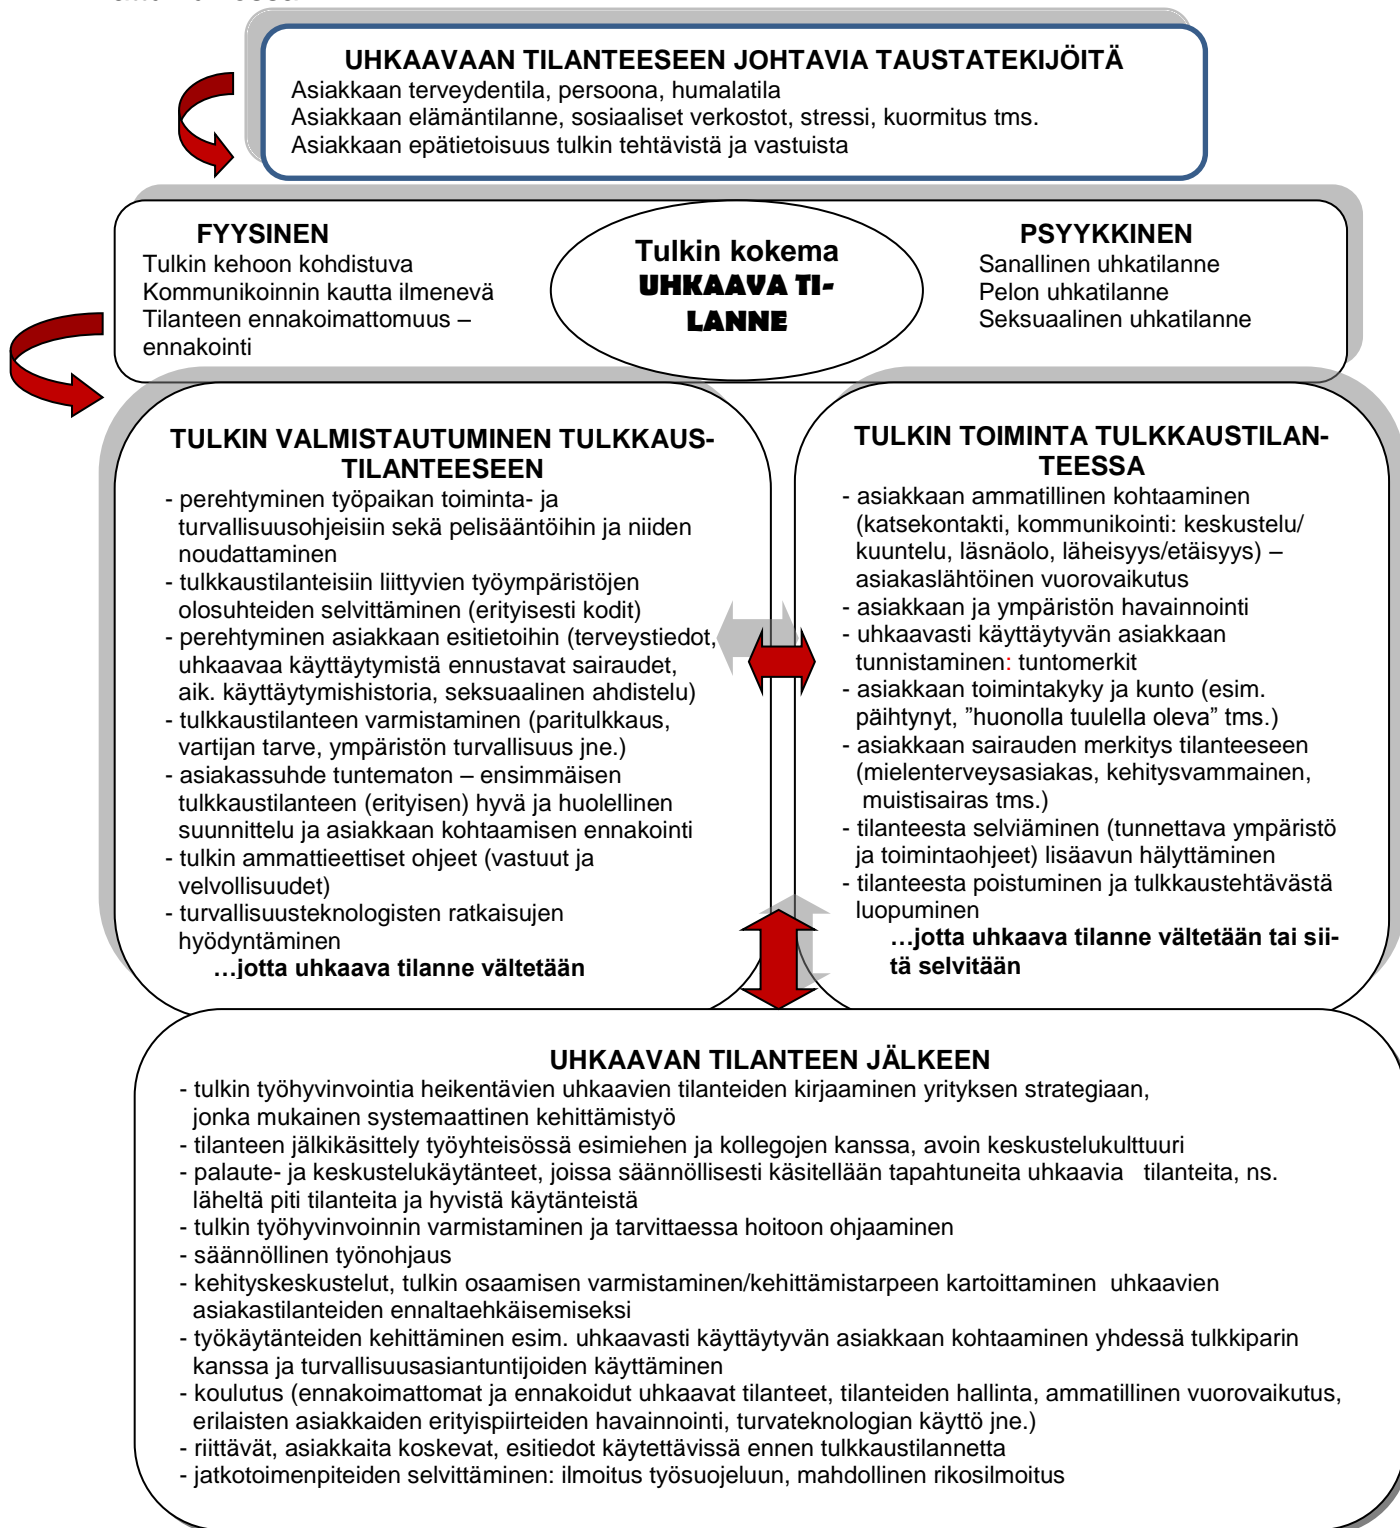 UHKAAVAAN TILANTEESEEN JOHTAVIA TAUSTATEKIJÖITÄ
Asiakkaan terveydentila, persoona, humalatila
Asiakkaan elämäntilanne, sosiaaliset verkostot, stressi, kuormitus tms.
Asiakkaan epätietoisuus tulkin tehtävistä ja vastuista
FYYSINEN
Tulkin kehoon kohdistuva
Kommunikoinnin kautta ilmenevä
Tilanteen ennakoimattomuus –
ennakointi
Tulkin kokema
UHKAAVA TI-
LANNE
PSYYKKINEN
Sanallinen uhkatilanne
Pelon uhkatilanne
Seksuaalinen uhkatilanne
TULKIN VALMISTAUTUMINEN TULKKAUS-
TILANTEESEEN
- perehtyminen työpaikan toiminta- ja
turvallisuusohjeisiin sekä pelisääntöihin ja niiden
noudattaminen
- tulkkaustilanteisiin liittyvien työympäristöjen
olosuhteiden selvittäminen (erityisesti kodit)
- perehtyminen asiakkaan esitietoihin (terveystiedot,
uhkaavaa käyttäytymistä ennustavat sairaudet,
aik. käyttäytymishistoria, seksuaalinen ahdistelu)
- tulkkaustilanteen varmistaminen (paritulkkaus,
vartijan tarve, ympäristön turvallisuus jne.)
- asiakassuhde tuntematon – ensimmäisen
tulkkaustilanteen (erityisen) hyvä ja huolellinen
suunnittelu ja asiakkaan kohtaamisen ennakointi
- tulkin ammattieettiset ohjeet (vastuut ja
velvollisuudet)
- turvallisuusteknologisten ratkaisujen
hyödyntäminen
…jotta uhkaava tilanne vältetään
TULKIN TOIMINTA TULKKAUSTILAN-
TEESSA
- asiakkaan ammatillinen kohtaaminen
(katsekontakti, kommunikointi: keskustelu/
kuuntelu, läsnäolo, läheisyys/etäisyys) –
asiakaslähtöinen vuorovaikutus
- asiakkaan ja ympäristön havainnointi
- uhkaavasti käyttäytyvän asiakkaan
tunnistaminen: tuntomerkit
- asiakkaan toimintakyky ja kunto (esim.
päihtynyt, ”huonolla tuulella oleva” tms.)
- asiakkaan sairauden merkitys tilanteeseen
(mielenterveysasiakas, kehitysvammainen,
muistisairas tms.)
- tilanteesta selviäminen (tunnettava ympäristö
ja toimintaohjeet) lisäavun hälyttäminen
- tilanteesta poistuminen ja tulkkaustehtävästä
luopuminen
…jotta uhkaava tilanne vältetään tai sii-
tä selvitään
UHKAAVAN TILANTEEN JÄLKEEN
- tulkin työhyvinvointia heikentävien uhkaavien tilanteiden kirjaaminen yrityksen strategiaan,
jonka mukainen systemaattinen kehittämistyö
- tilanteen jälkikäsittely työyhteisössä esimiehen ja kollegojen kanssa, avoin keskustelukulttuuri
- palaute- ja keskustelukäytänteet, joissa säännöllisesti käsitellään tapahtuneita uhkaavia tilanteita, ns.
läheltä piti tilanteita ja hyvistä käytänteistä
- tulkin työhyvinvoinnin varmistaminen ja tarvittaessa hoitoon ohjaaminen
- säännöllinen työnohjaus
- kehityskeskustelut, tulkin osaamisen varmistaminen/kehittämistarpeen kartoittaminen uhkaavien
asiakastilanteiden ennaltaehkäisemiseksi
- työkäytänteiden kehittäminen esim. uhkaavasti käyttäytyvän asiakkaan kohtaaminen yhdessä tulkkiparin
kanssa ja turvallisuusasiantuntijoiden käyttäminen
- koulutus (ennakoimattomat ja ennakoidut uhkaavat tilanteet, tilanteiden hallinta, ammatillinen vuorovaikutus,
erilaisten asiakkaiden erityispiirteiden havainnointi, turvateknologian käyttö jne.)
- riittävät, asiakkaita koskevat, esitiedot käytettävissä ennen tulkkaustilannetta
- jatkotoimenpiteiden selvittäminen: ilmoitus työsuojeluun, mahdollinen rikosilmoitus